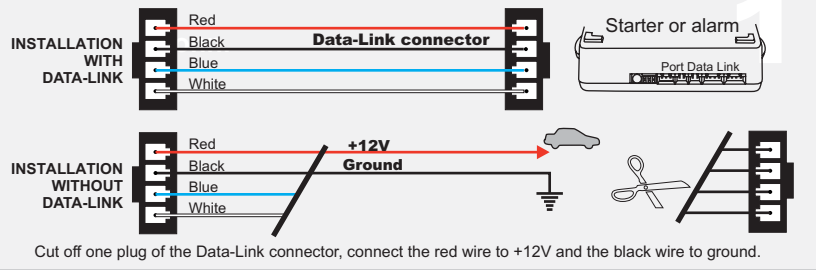 Red
INSTALLATION
WITH
DATA-LINK
Black
Data-Link connector
Blue
White
Starter or alarm
Port Data Link
1
Red
+12V
INSTALLATION
WITHOUT
DATA-LINK
Black
Ground
Blue
White
Cut off one plug of the Data-Link connector, connect the red wire to +12V and the black wire to ground.